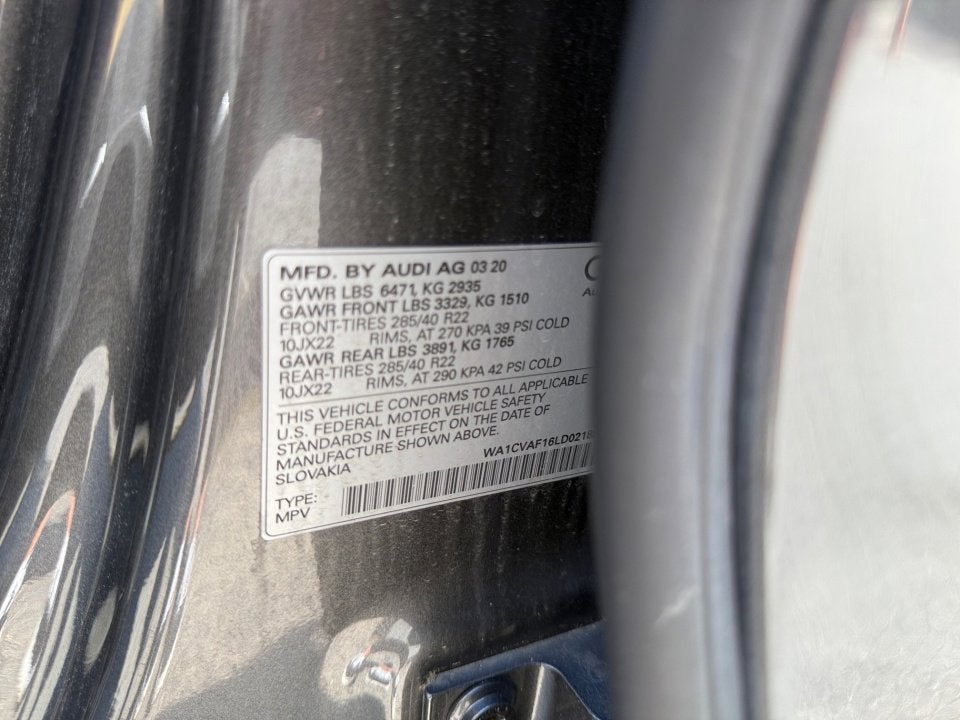 MFD. BY AUDI AG 03 20
GVWR LBS 6471, KG 2935
GAWR FRONT LBS 3329, KG 1510
FRONT-TIRES 285/40 R22
10JX22 RIMS, AT 270 KPA 39 PSI COLD
GAWR REAR LBS 3891, KG 1765
REAR-TIRES 285/40 R22
10JX22 RIMS, AT 290 KPA 42 PSI COLD
THIS VEHICLE CONFORMS TO ALL APPLICABLE
U.S. FEDERAL MOTOR VEHICLE SAFETY
STANDARDS IN EFFECT ON THE DATE OF
MANUFACTURE SHOWN ABOVE.
SLOVAKIA
WA1CVAF16LD0218
TYPE:
MPV